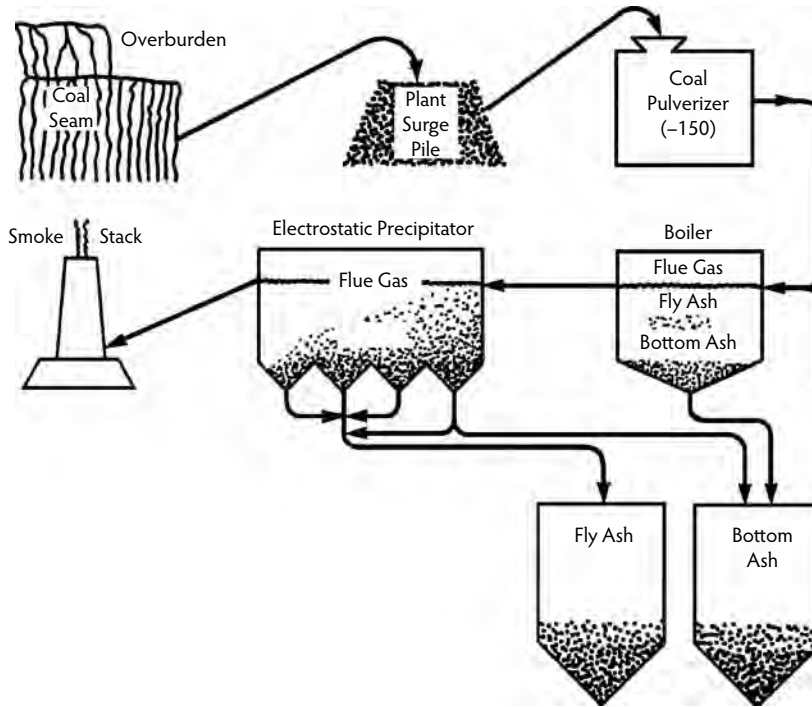 Overburden
Coal
Seam
Plant
Surge
Pile
Coal
Pulverizer
(–150)
Smoke Stack
Electrostatic Precipitator
Flue Gas
Boiler
Flue Gas
Fly Ash
Bottom Ash
Fly Ash
Bottom
Ash